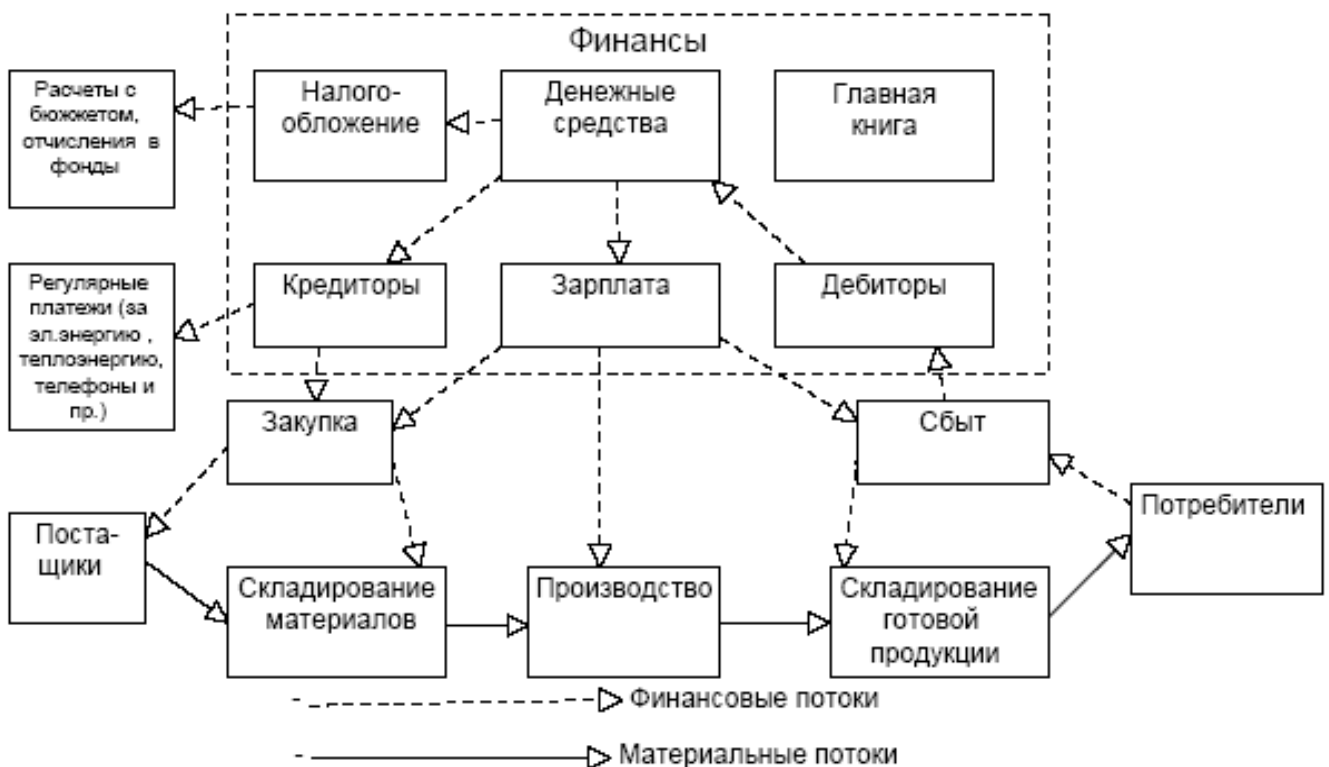 Финансы
Расчеты с
бюжжетом,
отчисления в
фонды
Налого-
обложение
Денежные
средства
Главная
книга
Регулярные
платежи (за
эл.энергию ,
теплоэнергию,
телефоны и
пр.)
Кредиторы
Зарплата
Дебиторы
Закупка
Сбыт
Поста-
щики
Потребители
Складирование
материалов
Производство
Складирование
готовой
продукции
Финансовые потоки
Материальные потоки